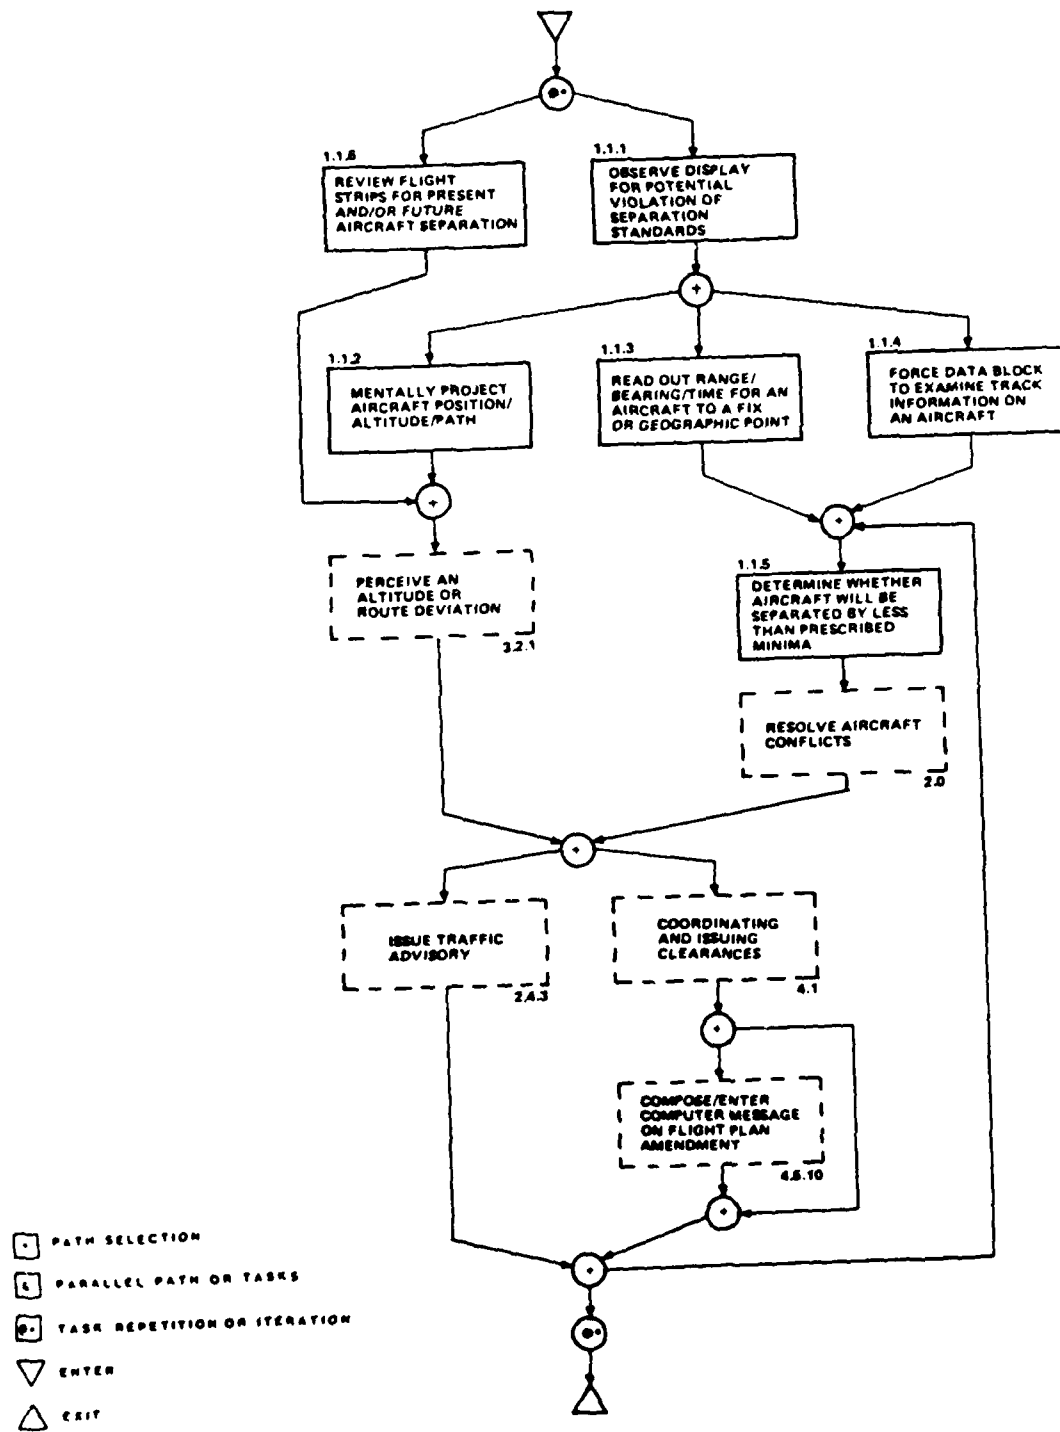 1.1.6
REVIEW FLIGHT
STRIPS FOR PRESENT
AND/OR FUTURE
AIRCRAFT SEPARATION
1.1.1
OBSERVE DISPLAY
FOR POTENTIAL
VIOLATION OF
SEPARATION
STANDARDS
+
1.1.2
MENTALLY PROJECT
AIRCRAFT POSITION/
ALTITUDE/PATH
1.1.3
READ OUT RANGE/
BEARING/TIME FOR AN
AIRCRAFT TO A FIX
OR GEOGRAPHIC POINT
1.1.4
FORCE DATA BLOCK
TO EXAMINE TRACK
INFORMATION ON
AN AIRCRAFT
+
+
PERCEIVE AN
ALTITUDE OR
ROUTE DEVIATION
3.2.1
1.1.5
DETERMINE WHETHER
AIRCRAFT WILL BE
SEPARATED BY LESS
THAN PRESCRIBED
MINIMA
RESOLVE AIRCRAFT
CONFLICTS
2.0
+
ISSUE TRAFFIC
ADVISORY
2.4.3
COORDINATING
AND ISSUING
CLEARANCES
4.1
+
COMPOSE/ENTER
COMPUTER MESSAGE
ON FLIGHT PLAN
AMENDMENT
+
+
PATH SELECTION
PARALLEL PATH OR TASKS
TASK REPETITION OR ITERATION
ENTER
EXIT